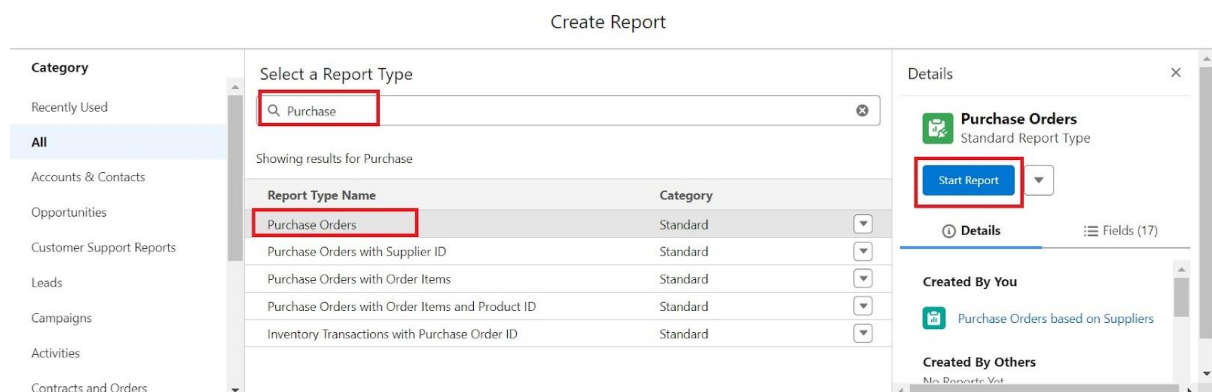 Create Report
Category
Recently Used
All
Accounts & Contacts
Opportunities
Customer Support Reports
Leads
Campaigns
Activities
Contracts and Orders
Select a Report Type
Purchase
Showing results for Purchase
Report Type Name Category
Purchase Orders Standard
Purchase Orders with Supplier ID Standard
Purchase Orders with Order Items Standard
Purchase Orders with Order Items and Product ID Standard
Inventory Transactions with Purchase Order ID Standard
Details
Purchase Orders
Standard Report Type
Start Report
Details Fields (17)
Created By You
Purchase Orders based on Suppliers
Created By Others
No Reports Yet